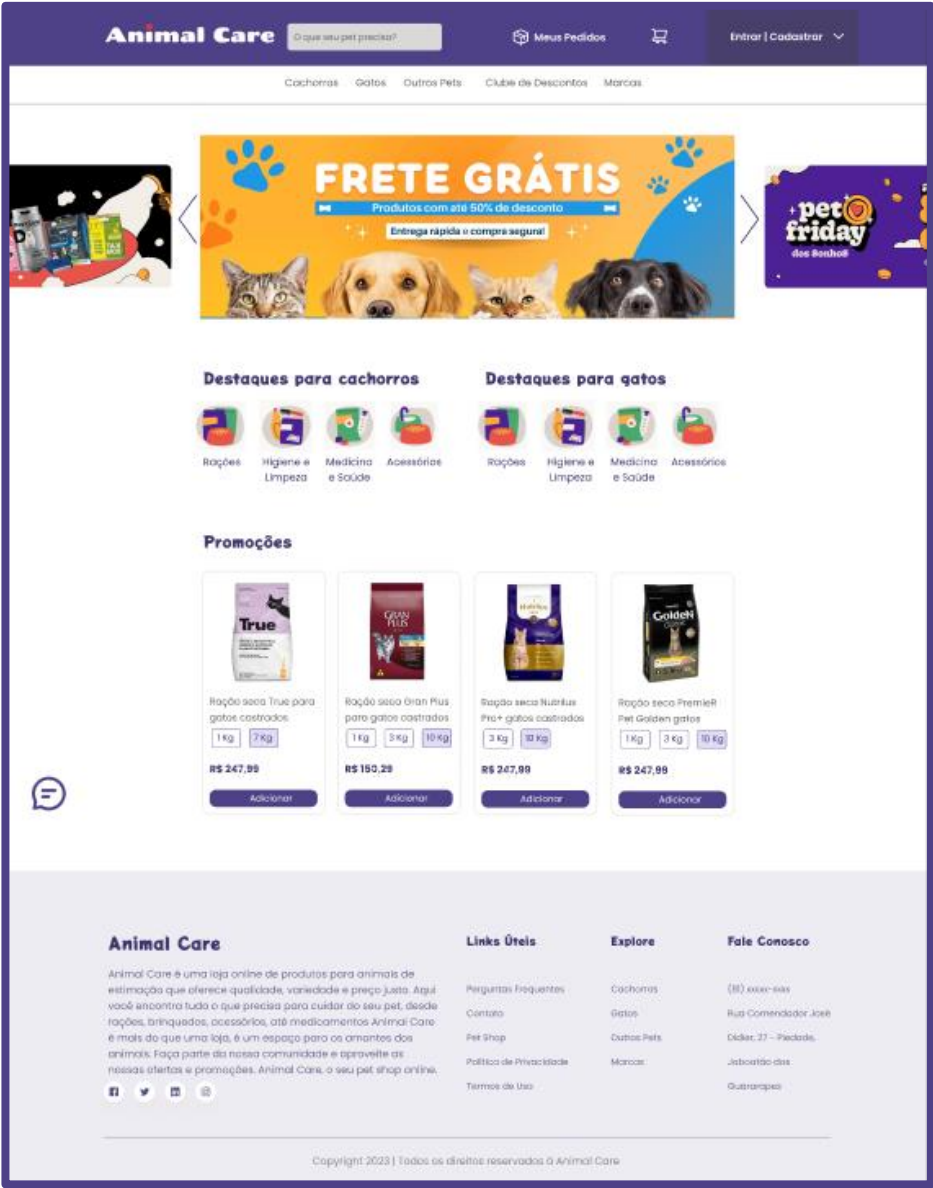 Animal Care
O que seu pet precisa?
Meus Pedidos
Entrar | Cadastrar
Cachorros Gatos Outros Pets Clube de Descontos Marcas
FRETE GRÁTIS
Produtos com até 50% de desconto
Entrega rápida e compra segura!
pet
friday
dos Sonhos
Destaques para cachorros
Rações
Higiene e
Limpeza
Medicina
e Saúde
Acessórios
Destaques para gatos
Rações
Higiene e
Limpeza
Medicina
e Saúde
Acessórios
Promoções
True
Ração seca True para
gatos castrados
1 Kg 7 Kg
R$ 247,99
Adicionar
GRAN
PLUS
Ração seca Gran Plus
para gatos castrados
1 Kg 3 Kg 10 Kg
R$ 150,29
Adicionar
Nutrilus
Ração seca Nutrilus
Pro+ gatos castrados
3 Kg 10 Kg
R$ 247,99
Adicionar
Golden
Ração seca PremieR
Pet Golden gatos
1 Kg 3 Kg 10 Kg
R$ 247,99
Adicionar
Animal Care
Animal Care é uma loja online de produtos para animais de
estimação que oferece qualidade, variedade e preço justo. Aqui
você encontra tudo o que precisa para cuidar do seu pet, desde
rações, brinquedos, acessórios, até medicamentos Animal Care
é mais do que uma loja, é um espaço para os amantes dos
animais. Faça parte da nossa comunidade e aproveite as
nossas ofertas e promoções. Animal Care, o seu pet shop online.
Links Úteis
Perguntas Frequentes
Contato
Pet Shop
Política de Privacidade
Termos de Uso
Explore
Cachorros
Gatos
Outros Pets
Marcas
Fale Conosco
(81) xxxxx-xxxx
Rua Comendador José
Didier, 27 - Piedade,
Jaboatão dos
Guararapes
Copyright 2023 | Todos os direitos reservados à Animal Care